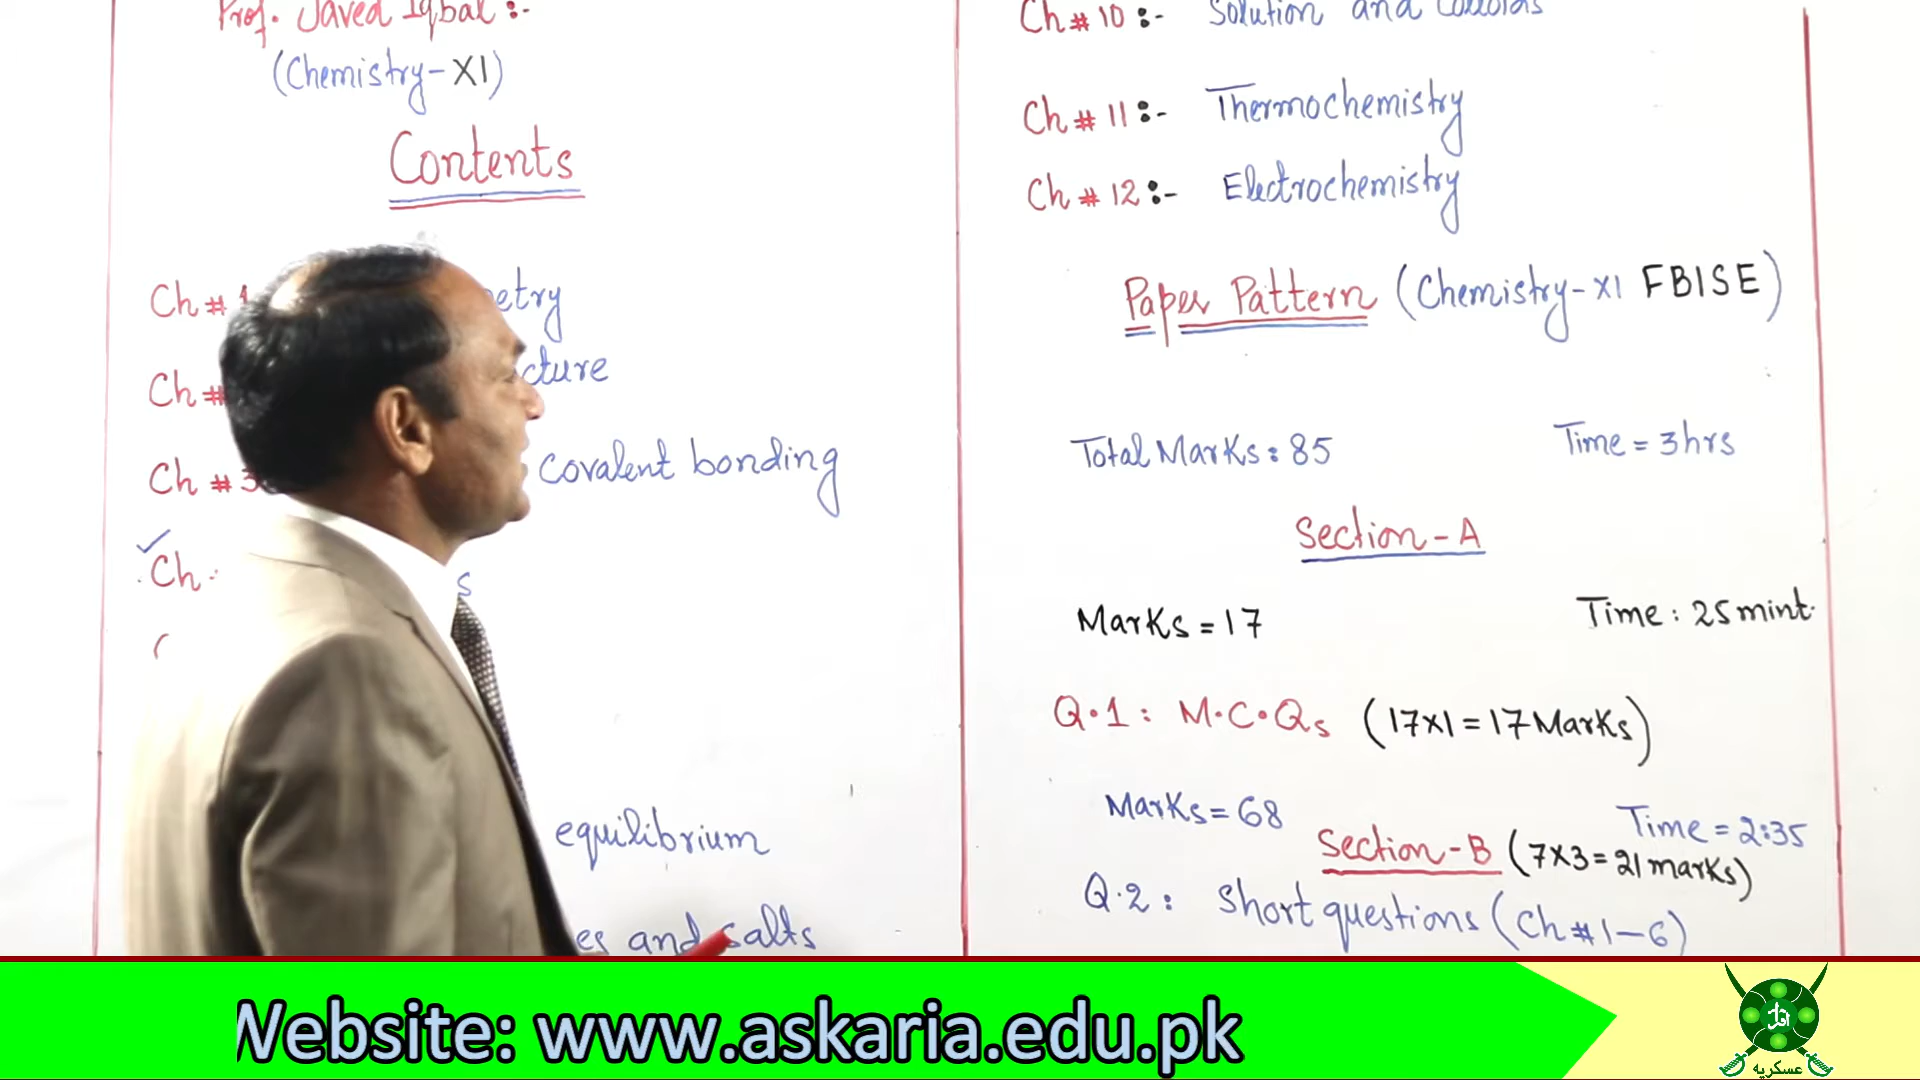 Prof. Javed Iqbal :-
(Chemistry-XI)
Contents
Ch # 1
etry
Ch #
cture
Ch # 3
covalent bonding
Ch
s
equilibrium
es and salts
Ch # 10 :- Solution and Colloids
Ch # 11 :- Thermochemistry
Ch # 12 :- Electrochemistry
Paper Pattern (Chemistry-XI FBISE)
Total Marks : 85 Time = 3hrs
Section-A
Marks = 17 Time : 25 mint.
Q.1 : M.C.Qs (17x1 = 17 Marks)
Marks = 68 Time = 2:35
Section-B (7x3 = 21 marks)
Q.2 : Short questions (Ch # 1-6)
Website: www.askaria.edu.pk
اقرا
عسکریہ